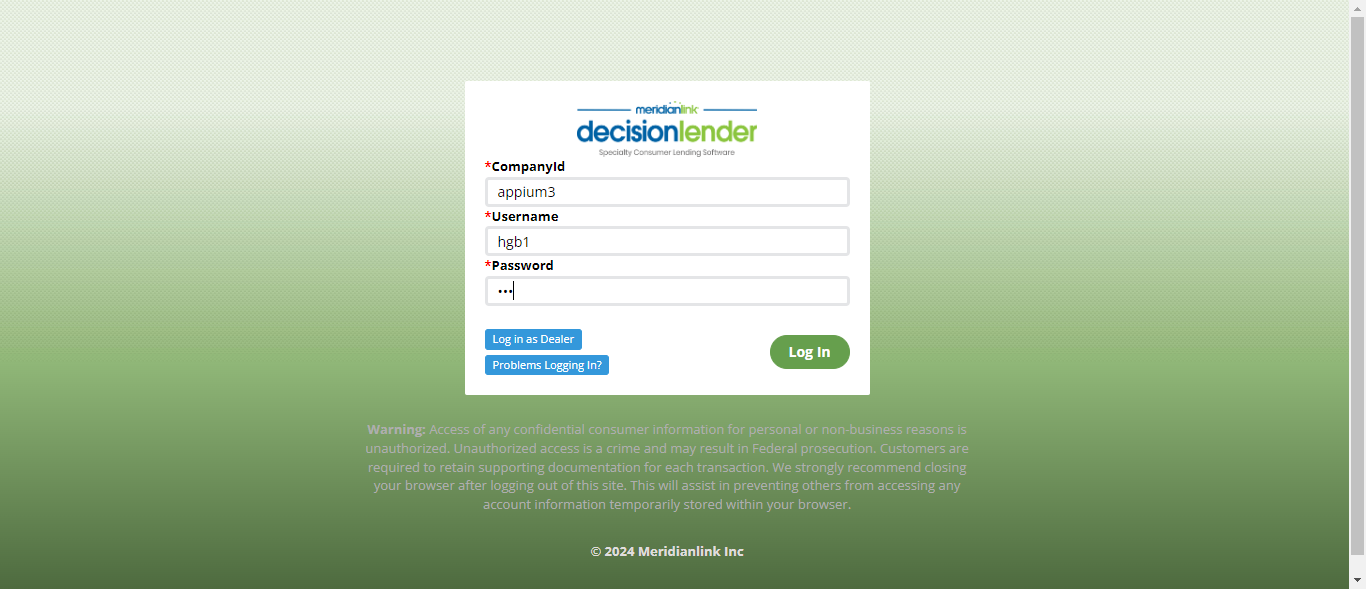 meridianlink
decisionlender
Specialty Consumer Lending Software
*CompanyId
appium3
*Username
hgb1
*Password
•••
Log in as Dealer
Log In
Problems Logging In?
Warning: Access of any confidential consumer information for personal or non-business reasons is
unauthorized. Unauthorized access is a crime and may result in Federal prosecution. Customers are
required to retain supporting documentation for each transaction. We strongly recommend closing
your browser after logging out of this site. This will assist in preventing others from accessing any
account information temporarily stored within your browser.
© 2024 Meridianlink Inc